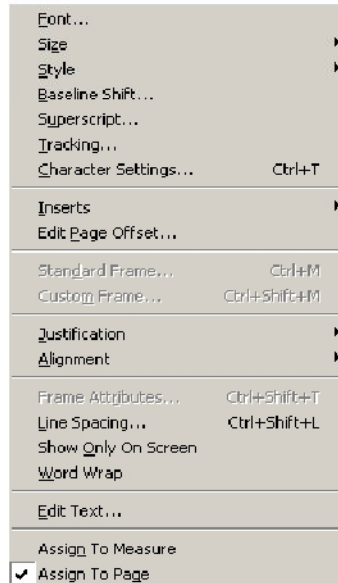 Font...
Size
Style
Baseline Shift...
Superscript...
Tracking...
Character Settings... Ctrl+T
Inserts
Edit Page Offset...
Standard Frame... Ctrl+M
Custom Frame... Ctrl+Shift+M
Justification
Alignment
Frame Attributes... Ctrl+Shift+T
Line Spacing... Ctrl+Shift+L
Show Only On Screen
Word Wrap
Edit Text...
Assign To Measure
Assign To Page